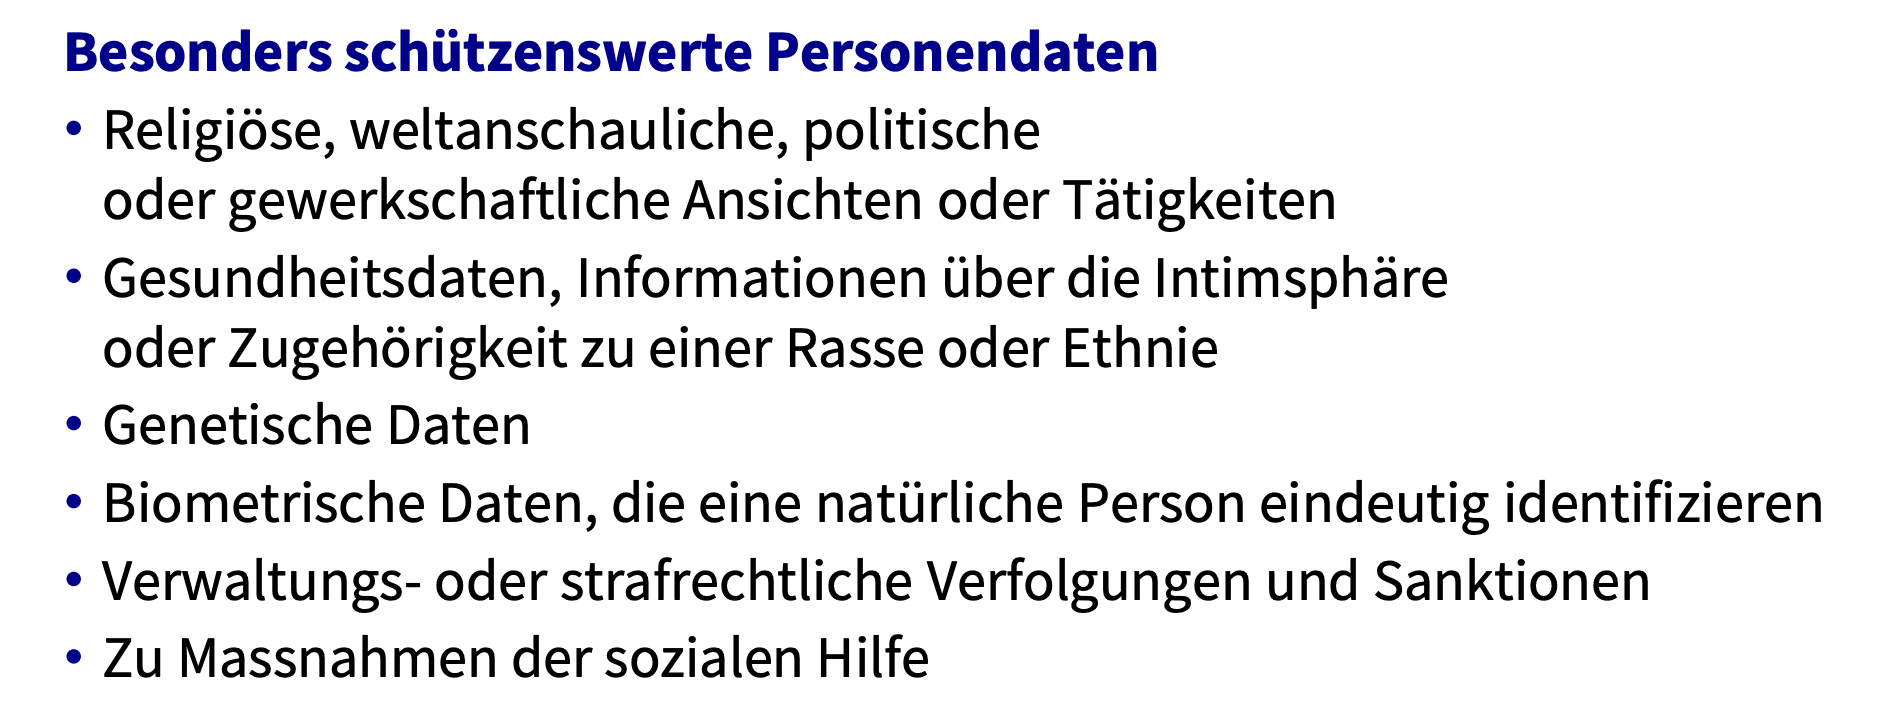 Besonders schützenswerte Personendaten
• Religiöse, weltanschauliche, politische
oder gewerkschaftliche Ansichten oder Tätigkeiten
• Gesundheitsdaten, Informationen über die Intimsphäre
oder Zugehörigkeit zu einer Rasse oder Ethnie
• Genetische Daten
• Biometrische Daten, die eine natürliche Person eindeutig identifizieren
• Verwaltungs- oder strafrechtliche Verfolgungen und Sanktionen
• Zu Massnahmen der sozialen Hilfe